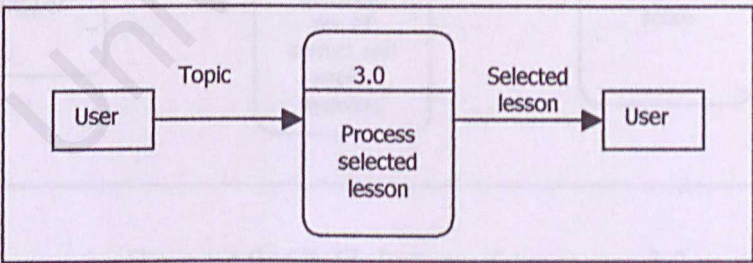 Topic
3.0
Selected
lesson
User
Process
selected
lesson
User